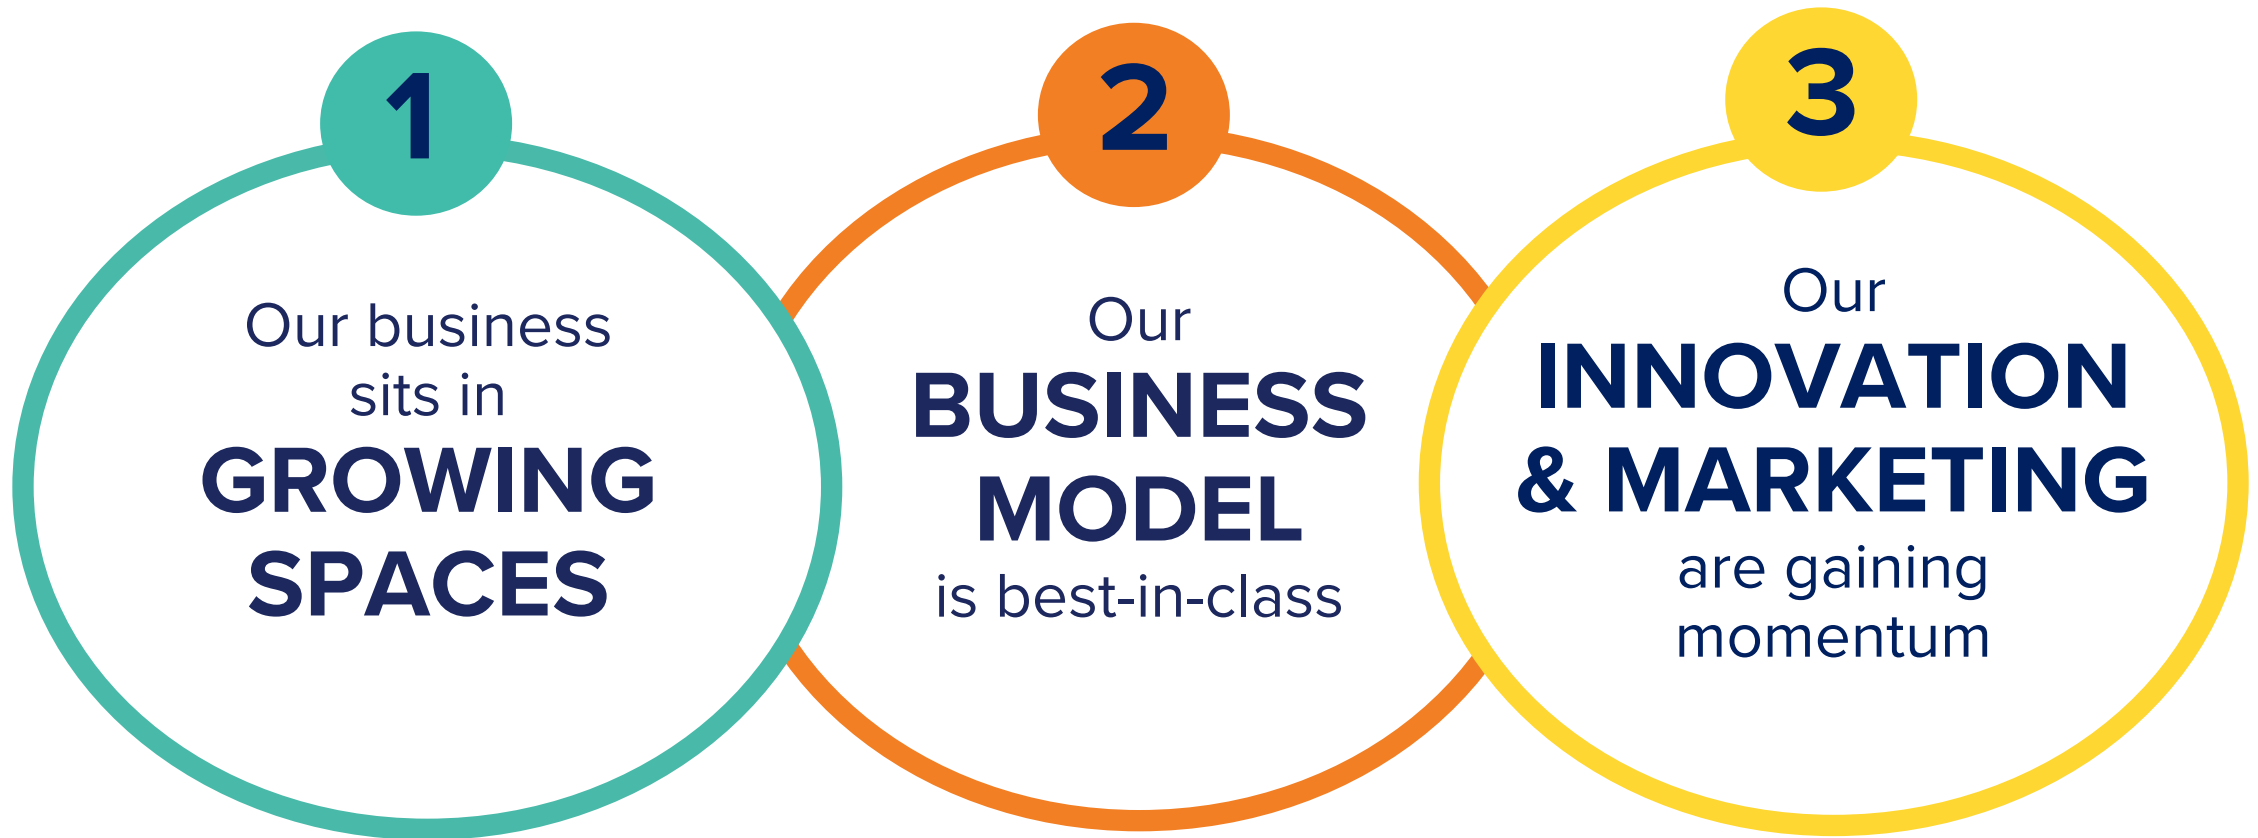 1
Our business
sits in
GROWING
SPACES
2
Our
BUSINESS
MODEL
is best-in-class
3
Our
INNOVATION
& MARKETING
are gaining
momentum